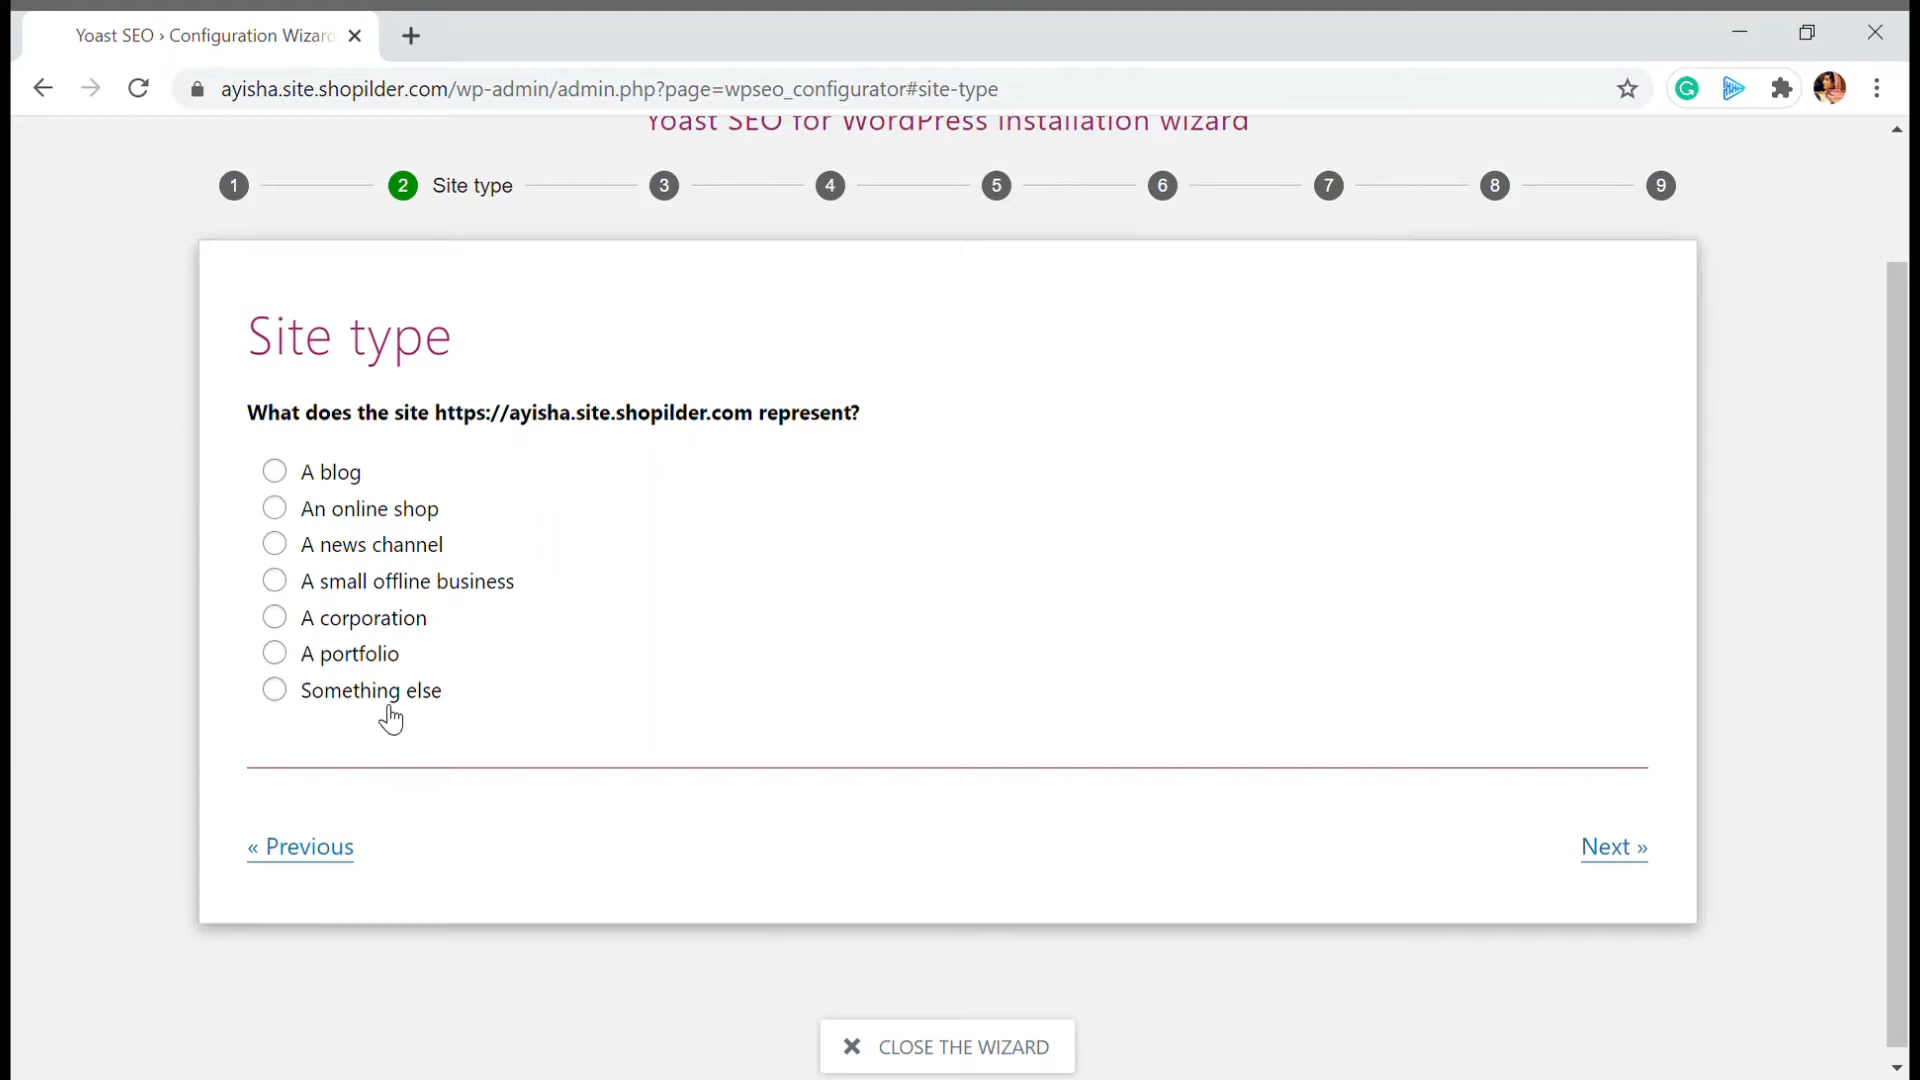 Yoast SEO › Configuration Wizard
ayisha.site.shopilder.com/wp-admin/admin.php?page=wpseo_configurator#site-type
Yoast SEO for WordPress installation wizard
1 2 Site type 3 4 5 6 7 8 9
Site type
What does the site https://ayisha.site.shopilder.com represent?
A blog
An online shop
A news channel
A small offline business
A corporation
A portfolio
Something else
« Previous
Next »
CLOSE THE WIZARD